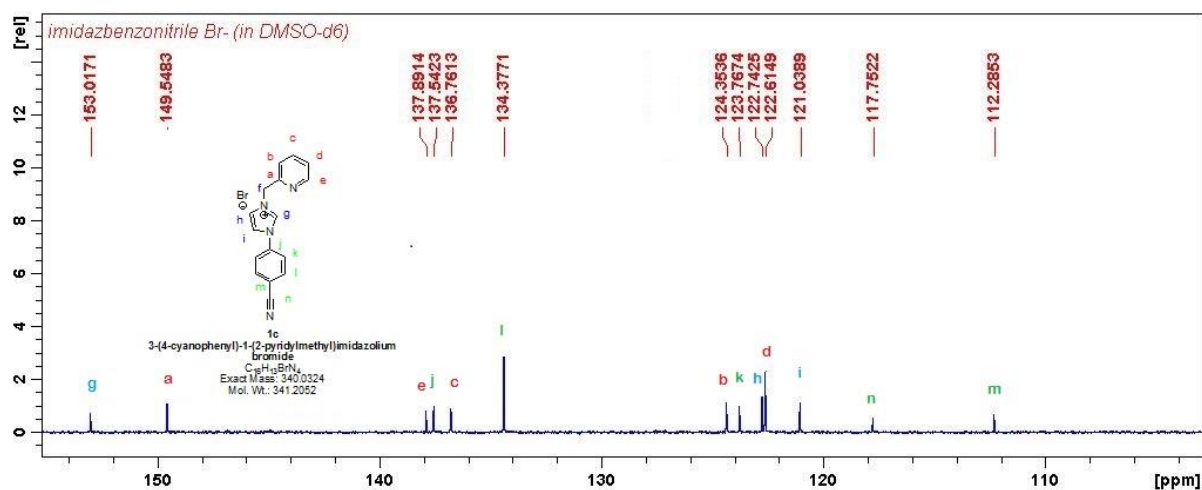 imidazbenzonitrile Br- (in DMSO-d6)
[rel]
153.0171
149.5483
137.8914
137.5423
136.7613
134.3771
124.3536
123.7674
122.7425
122.6149
121.0389
117.7522
112.2853
12
10
8
6
4
2
0
c
b
d
a
e
N
f
Br
⊖
N
⊕
g
h
i
N
j
k
l
m
n
N
1c
3-(4-cyanophenyl)-1-(2-pyridylmethyl)imidazolium
bromide
C16H13BrN4
Exact Mass: 340.0324
Mol. Wt.: 341.2052
g
a
e
j
c
l
b
k
h
d
i
n
m
150
140
130
120
110
[ppm]